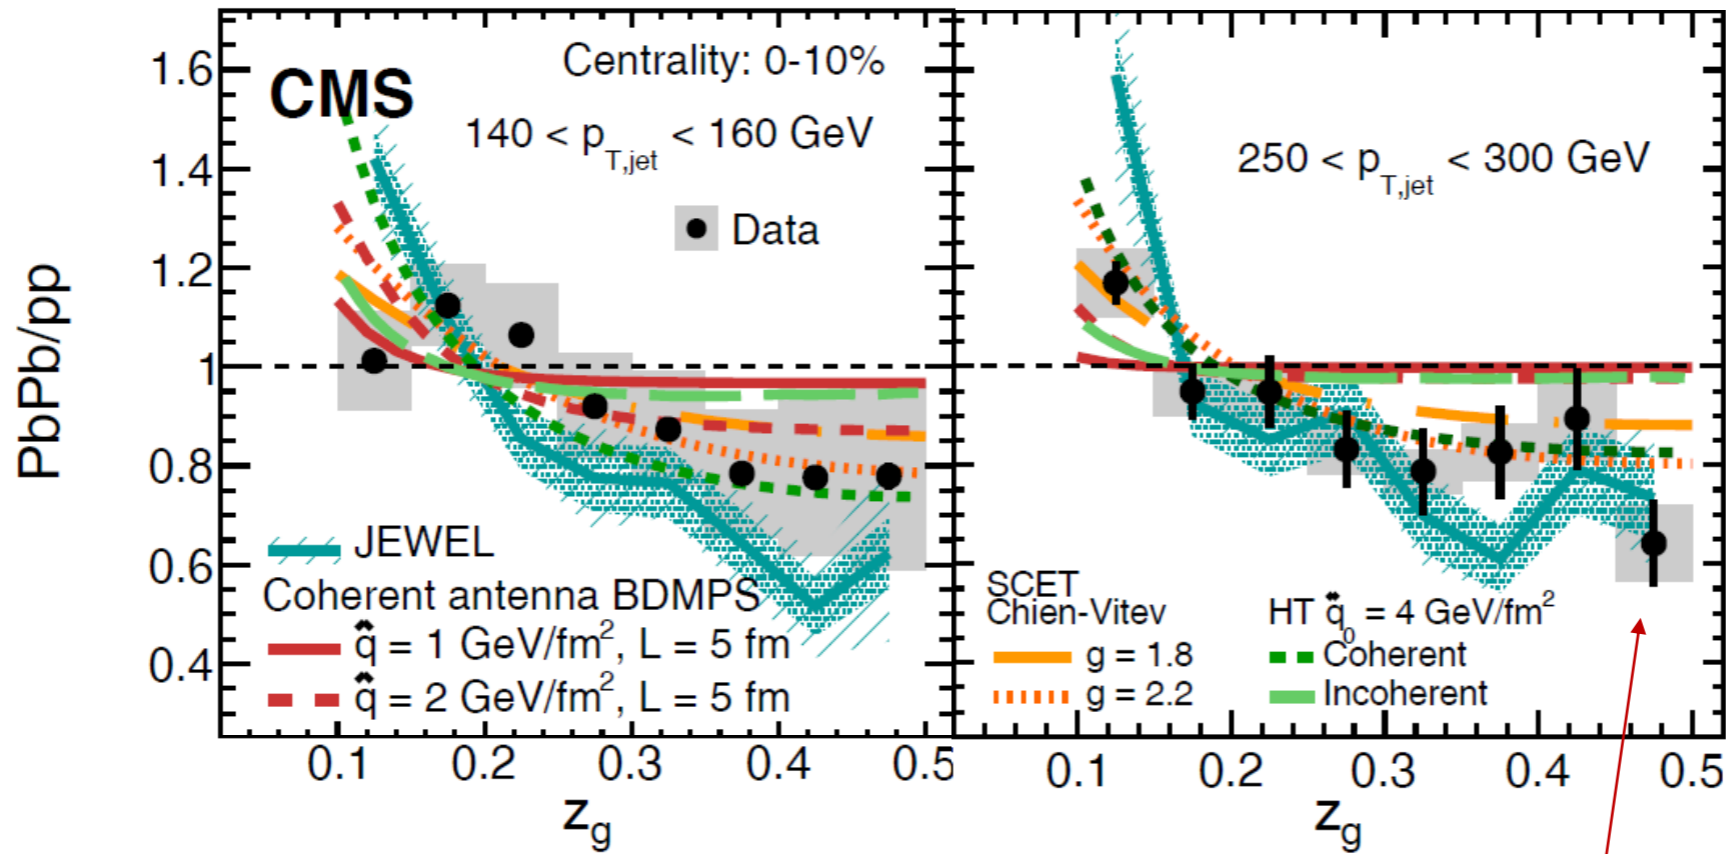 CMS
Centrality: 0-10%
140 < p_T,jet < 160 GeV
Data
PbPb/pp
1.6
1.4
1.2
1
0.8
0.6
0.4
JEWEL
Coherent antenna BDMPS
q̂ = 1 GeV/fm², L = 5 fm
q̂ = 2 GeV/fm², L = 5 fm
0.1 0.2 0.3 0.4 0.5
z_g
250 < p_T,jet < 300 GeV
SCET
Chien-Vitev
g = 1.8
g = 2.2
HT q̂_0 = 4 GeV/fm²
Coherent
Incoherent
0.1 0.2 0.3 0.4 0.5
z_g